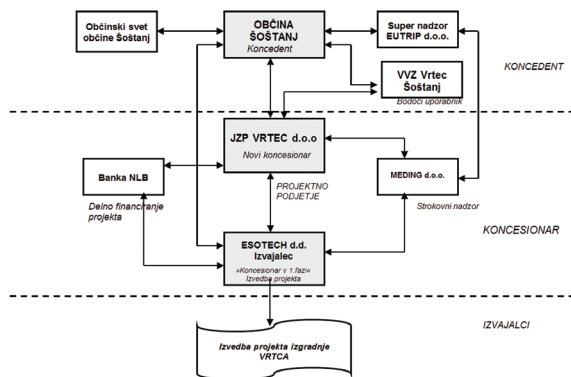 Občinski svet
občine Šoštanj
OBČINA
ŠOŠTANJ
Koncedent
Super nadzor
EUTRIP d.o.o.
VVZ Vrtec
Šoštanj
Bodoči uporabnik
KONCEDENT
JZP VRTEC d.o.o
Novi koncesionar
Banka NLB
Delno financiranje
projekta
PROJEKTNO
PODJETJE
MEDING d.o.o.
Strokovni nadzor
KONCESIONAR
ESOTECH d.d.
Izvajalec
»Koncesionar v 1.fazi«
Izvedba projekta
IZVAJALCI
Izvedba projekta izgradnje
VRTCA